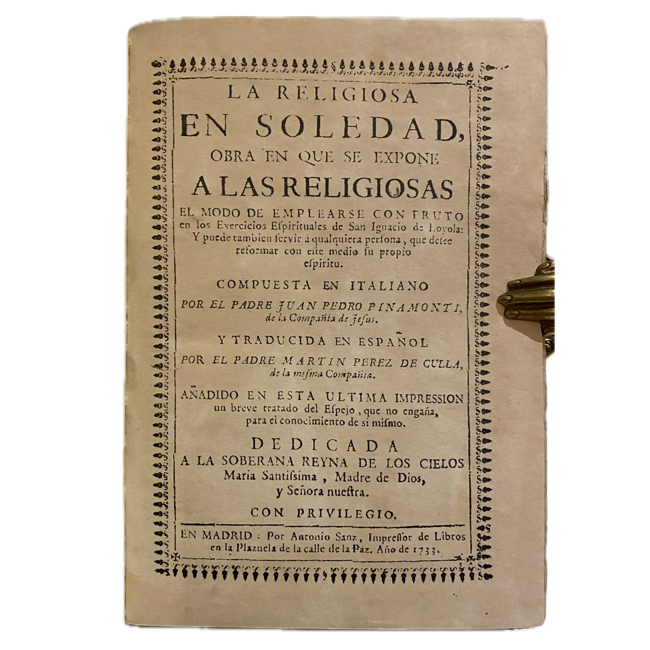 LA RELIGIOSA
EN SOLEDAD,
OBRA EN QUE SE EXPONE
A LAS RELIGIOSAS
EL MODO DE EMPLEARSE CON FRUTO
en los Exercicios Eſpirituales de San Ignacio de Loyola:
Y puede tambien ſervir à qualquiera perſona, que deſee
reformar con eſte medio ſu propio
eſpiritu.
COMPUESTA EN ITALIANO
POR EL PADRE JUAN PEDRO PINAMONTI,
de la Compañia de Jeſus.
Y TRADUCIDA EN ESPAÑOL
POR EL PADRE MARTIN PEREZ DE CULLA,
de la miſma Compañia.
AÑADIDO EN ESTA ULTIMA IMPRESSION
un breve tratado del Eſpejo, que no engaña,
para el conocimiento de sì miſmo.
DEDICADA
A LA SOBERANA REYNA DE LOS CIELOS
Maria Santiſsima, Madre de Dios,
y Señora nueſtra.
CON PRIVILEGIO.
EN MADRID: Por Antonio Sanz, Impreſſor de Libros
en la Plazuela de la calle de la Paz. Año de 1733.